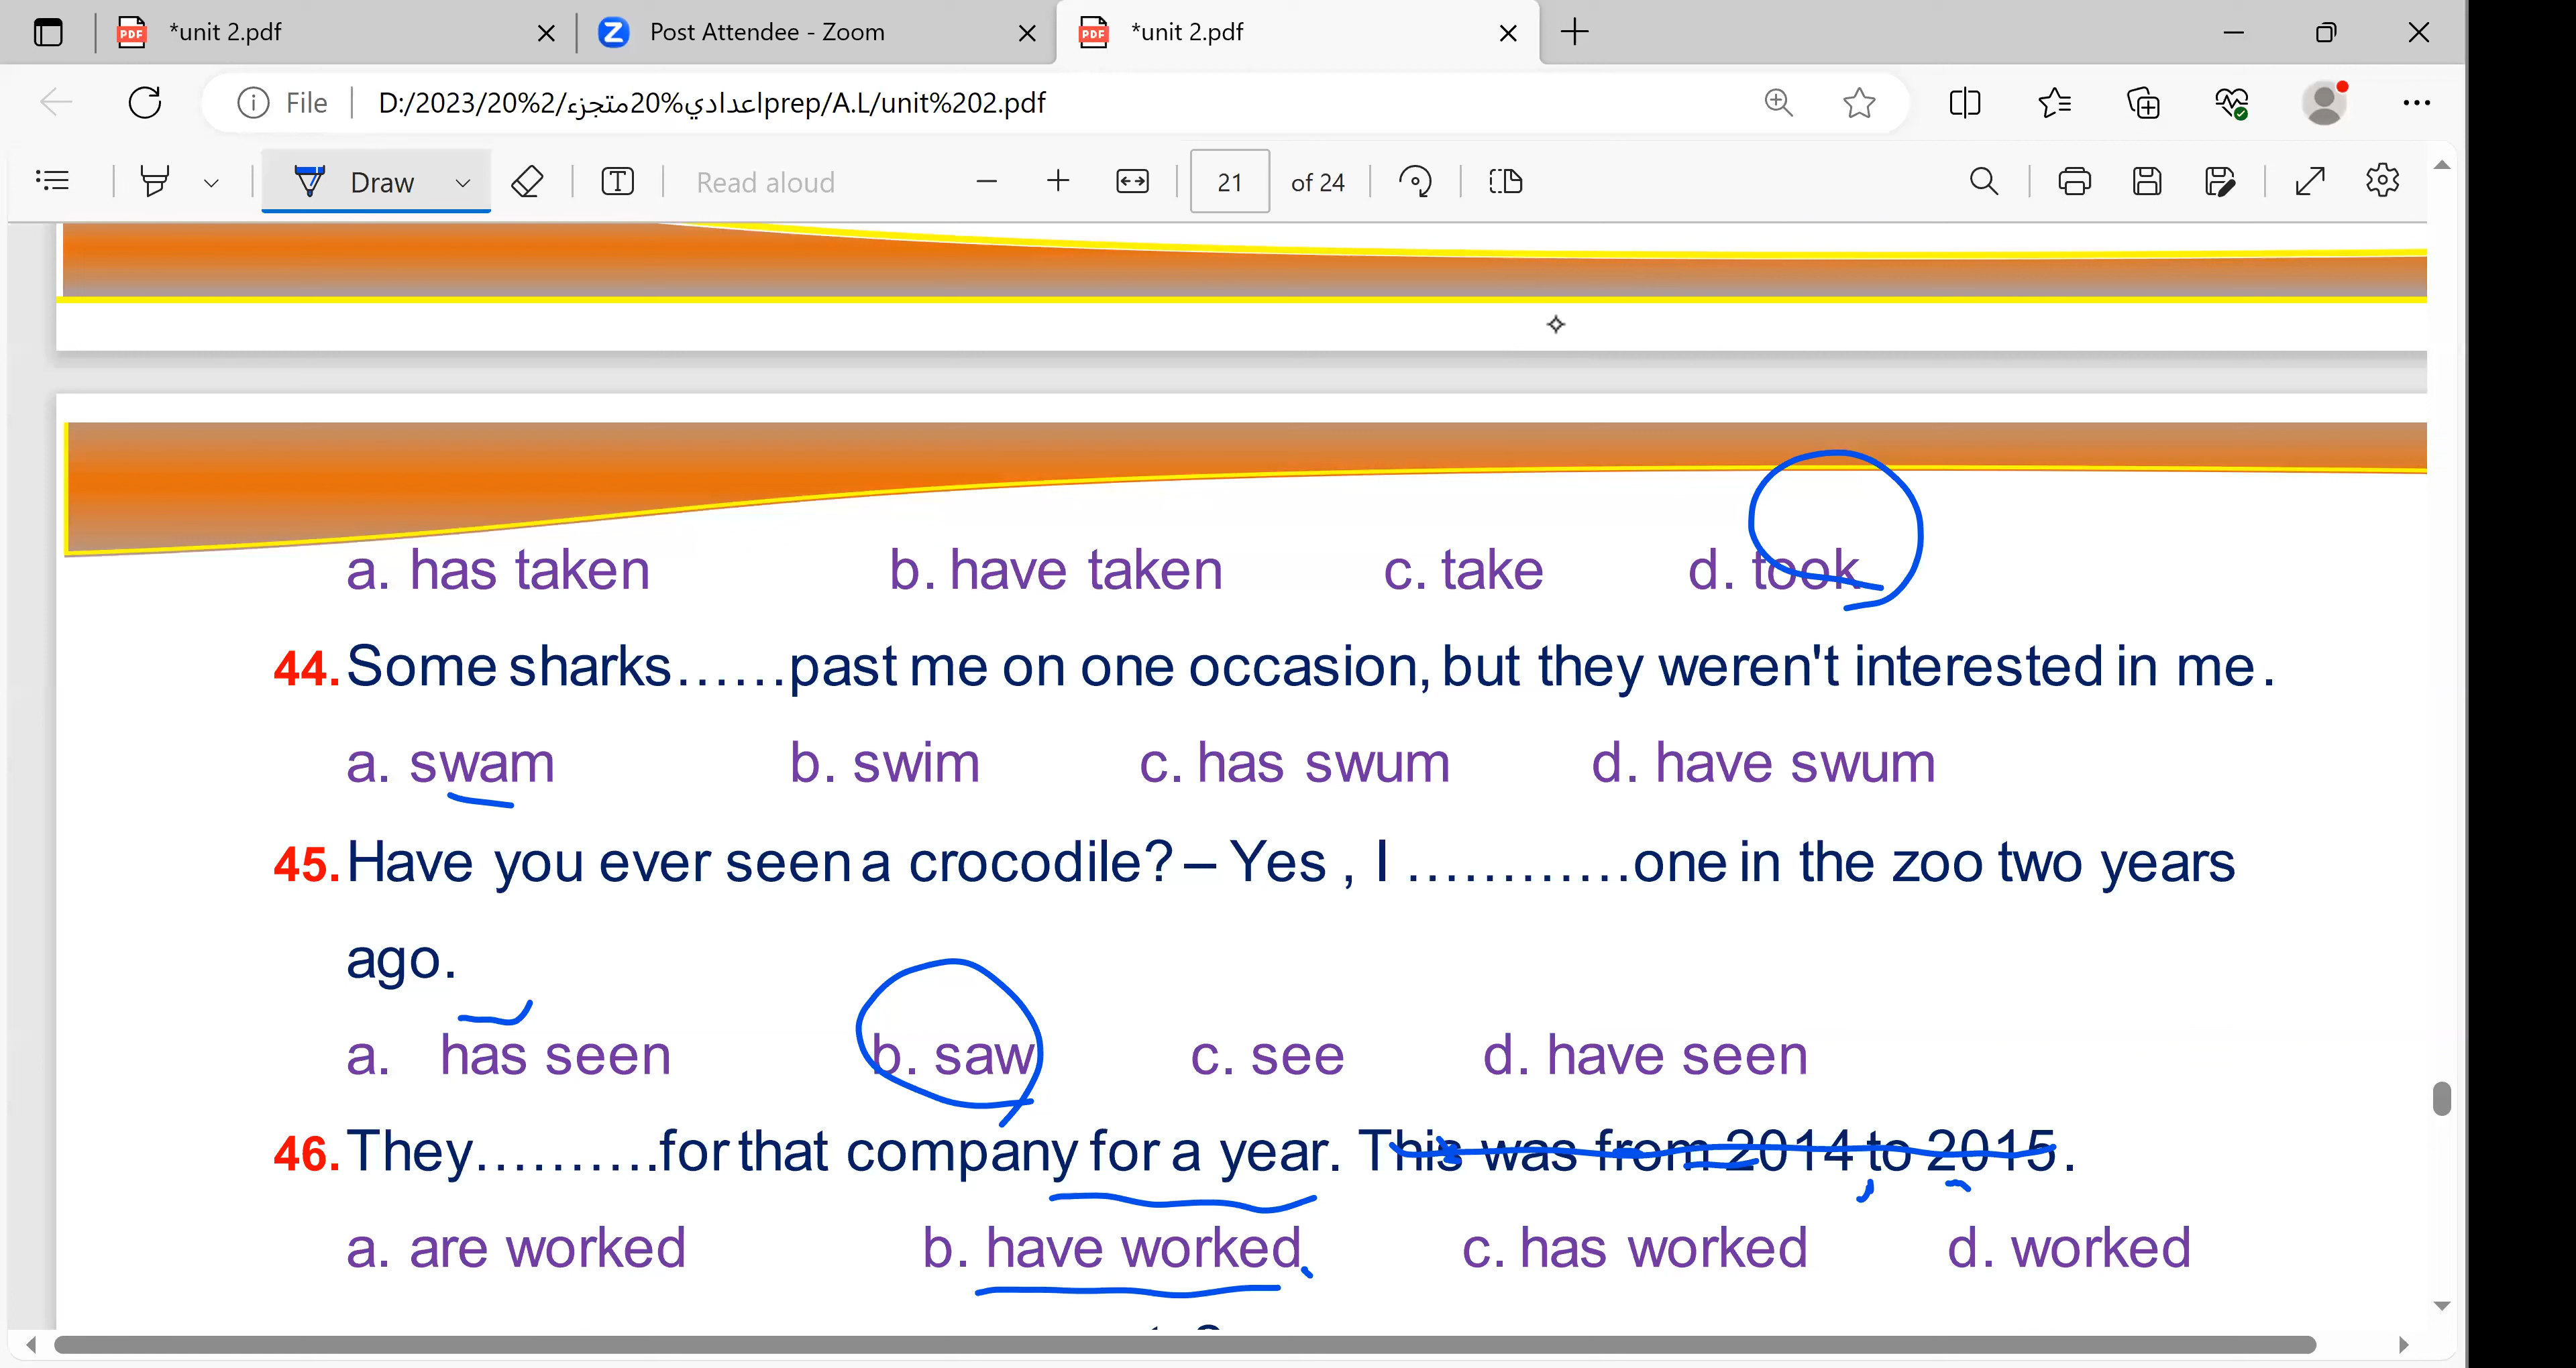 *unit 2.pdf
Post Attendee - Zoom
*unit 2.pdf
File D:/2023/20%2/متجزء/اعدادي%20prep/A.L/unit%202.pdf
Draw Read aloud 21 of 24
a. has taken b. have taken c. take d. took
44. Some sharks......past me on one occasion, but they weren't interested in me.
a. swam b. swim c. has swum d. have swum
45. Have you ever seen a crocodile? – Yes , I ............one in the zoo two years
ago.
a. has seen b. saw c. see d. have seen
46. They..........for that company for a year. This was from 2014 to 2015.
a. are worked b. have worked c. has worked d. worked